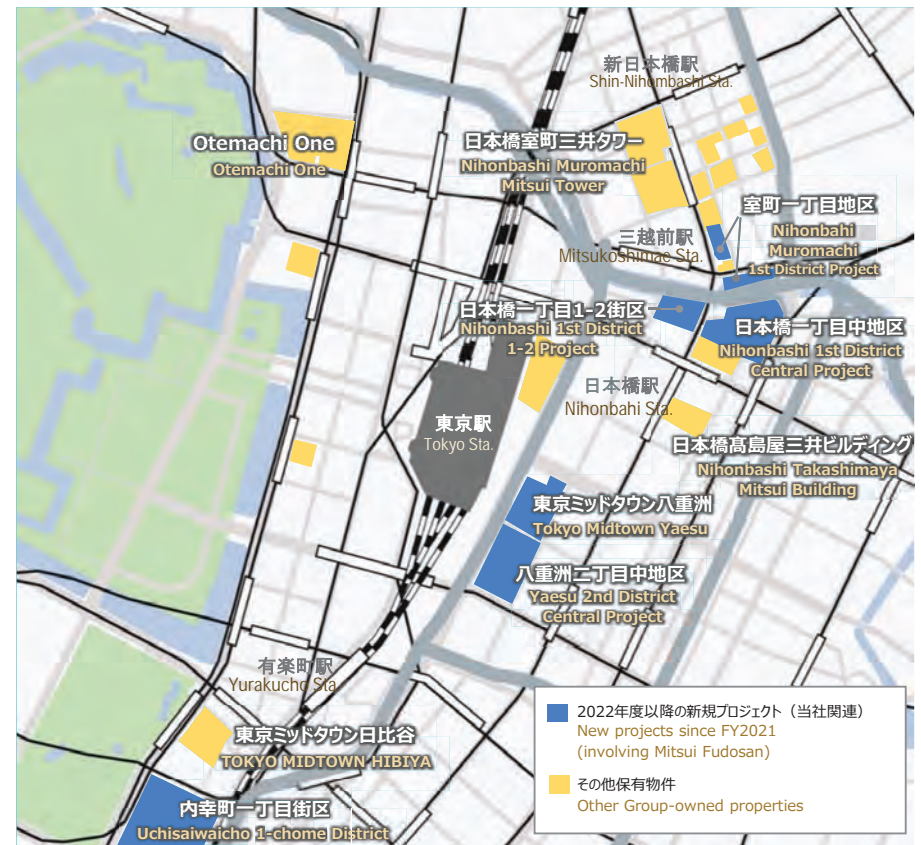 新日本橋駅
Shin-Nihombashi Sta.
Otemachi One
Otemachi One
日本橋室町三井タワー
Nihonbashi Muromachi
Mitsui Tower
室町一丁目地区
Nihonbahi
Muromachi
1st District Project
三越前駅
Mitsukoshimae Sta.
日本橋一丁目1-2街区
Nihonbashi 1st District
1-2 Project
日本橋一丁目中地区
Nihonbashi 1st District
Central Project
日本橋駅
Nihonbahi Sta.
東京駅
Tokyo Sta.
日本橋髙島屋三井ビルディング
Nihonbashi Takashimaya
Mitsui Building
東京ミッドタウン八重洲
Tokyo Midtown Yaesu
八重洲二丁目中地区
Yaesu 2nd District
Central Project
有楽町駅
Yurakucho Sta.
東京ミッドタウン日比谷
TOKYO MIDTOWN HIBIYA
内幸町一丁目街区
Uchisaiwaicho 1-chome District
2022年度以降の新規プロジェクト（当社関連）
New projects since FY2021
(involving Mitsui Fudosan)
その他保有物件
Other Group-owned properties